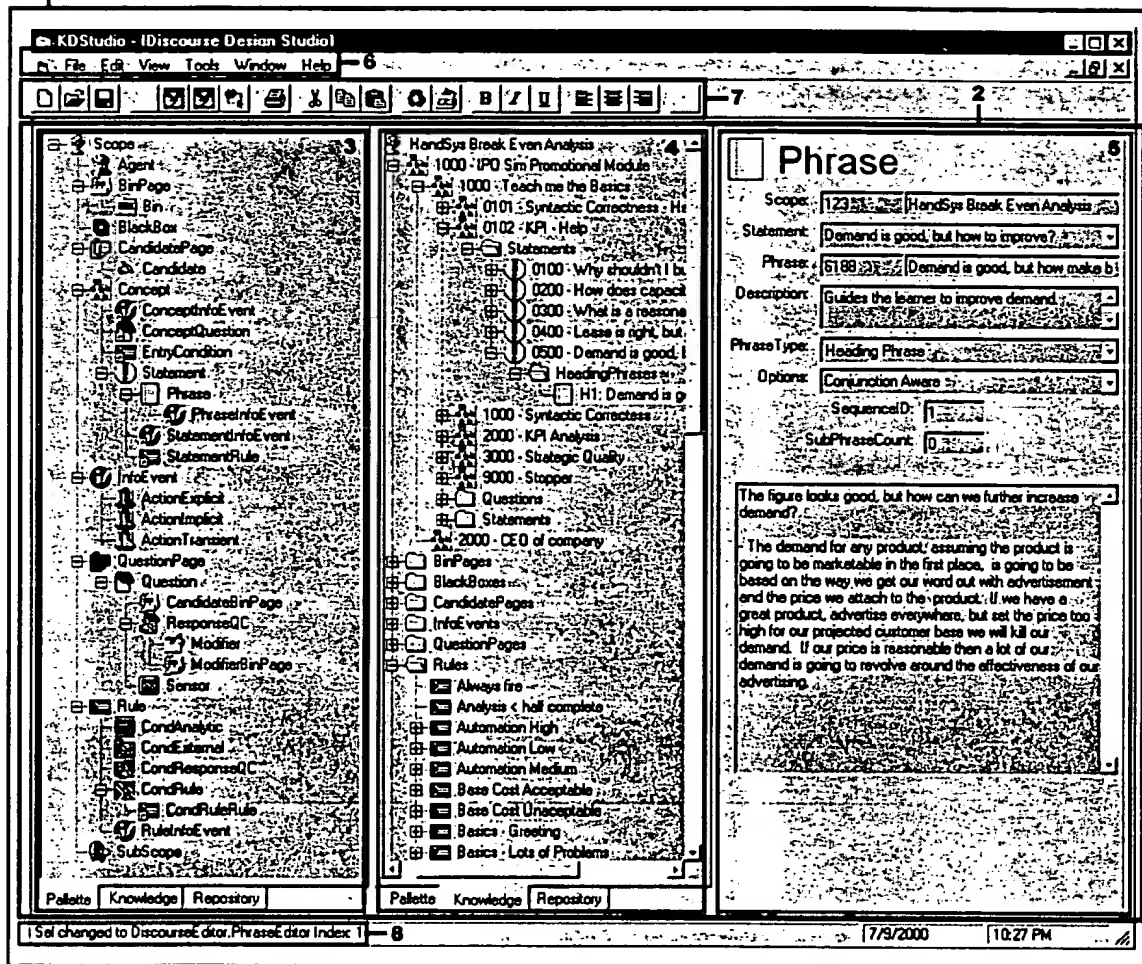 KDStudio - [Discourse Design Studio]
File Edit View Tools Window Help 6
B I U 7
2
Scope 3
Agent
BinPage
Bin
BlackBox
CandidatePage
Candidate
Concept
ConceptInfoEvent
ConceptQuestion
EntryCondition
Statement
Phrase
PhraseInfoEvent
StatementInfoEvent
StatementRule
InfoEvent
ActionExplicit
ActionImplicit
ActionTransient
QuestionPage
Question
CandidateBinPage
ResponseQC
Modifier
ModifierBinPage
Sensor
Rule
CondAnalytic
CondExternal
CondResponseQC
CondRule
CondRuleRule
RuleInfoEvent
SubScope
Pallette Knowledge Repository
HandSys Break Even Analysis 4
1000 - IPO Sim Promotional Module
1000 - Teach me the Basics
0101 - Syntactic Correctness - He
0102 - KPI - Help
Statements
0100 - Why shouldn't I bu
0200 - How does capacit
0300 - What is a reasona
0400 - Lease is right, but
0500 - Demand is good, b
HeadingPhrases
H1: Demand is g
1000 - Syntactic Correctess
2000 - KPI Analysis
3000 - Strategic Quality
9000 - Stopper
Questions
Statements
2000 - CEO of company
BinPages
BlackBoxes
CandidatePages
InfoEvents
QuestionPages
Rules
Always fire
Analysis < half complete
Automation High
Automation Low
Automation Medium
Base Cost Acceptable
Base Cost Unaceptable
Basics - Greeting
Basics - Lots of Problems
Pallette Knowledge Repository
5
Phrase
Scope: 123 HandSys Break Even Analysis
Statement: Demand is good, but how to improve?
Phrase: 6188 Demand is good, but how make b
Description: Guides the learner to improve demand.
PhraseType: Heading Phrase
Options: Conjunction Aware
SequenceID: 1
SubPhraseCount: 0
The figure looks good, but how can we further increase
demand?
- The demand for any product, assuming the product is
going to be marketable in the first place, is going to be
based on the way we get our word out with advertisement
and the price we attach to the product. If we have a
great product, advertise everywhere, but set the price too
high for our projected customer base we will kill our
demand. If our price is reasonable then a lot of our
demand is going to revolve around the effectiveness of our
advertising.
Sel changed to DiscourseEditor.PhraseEditor Index 1 8
7/9/2000 10:27 PM